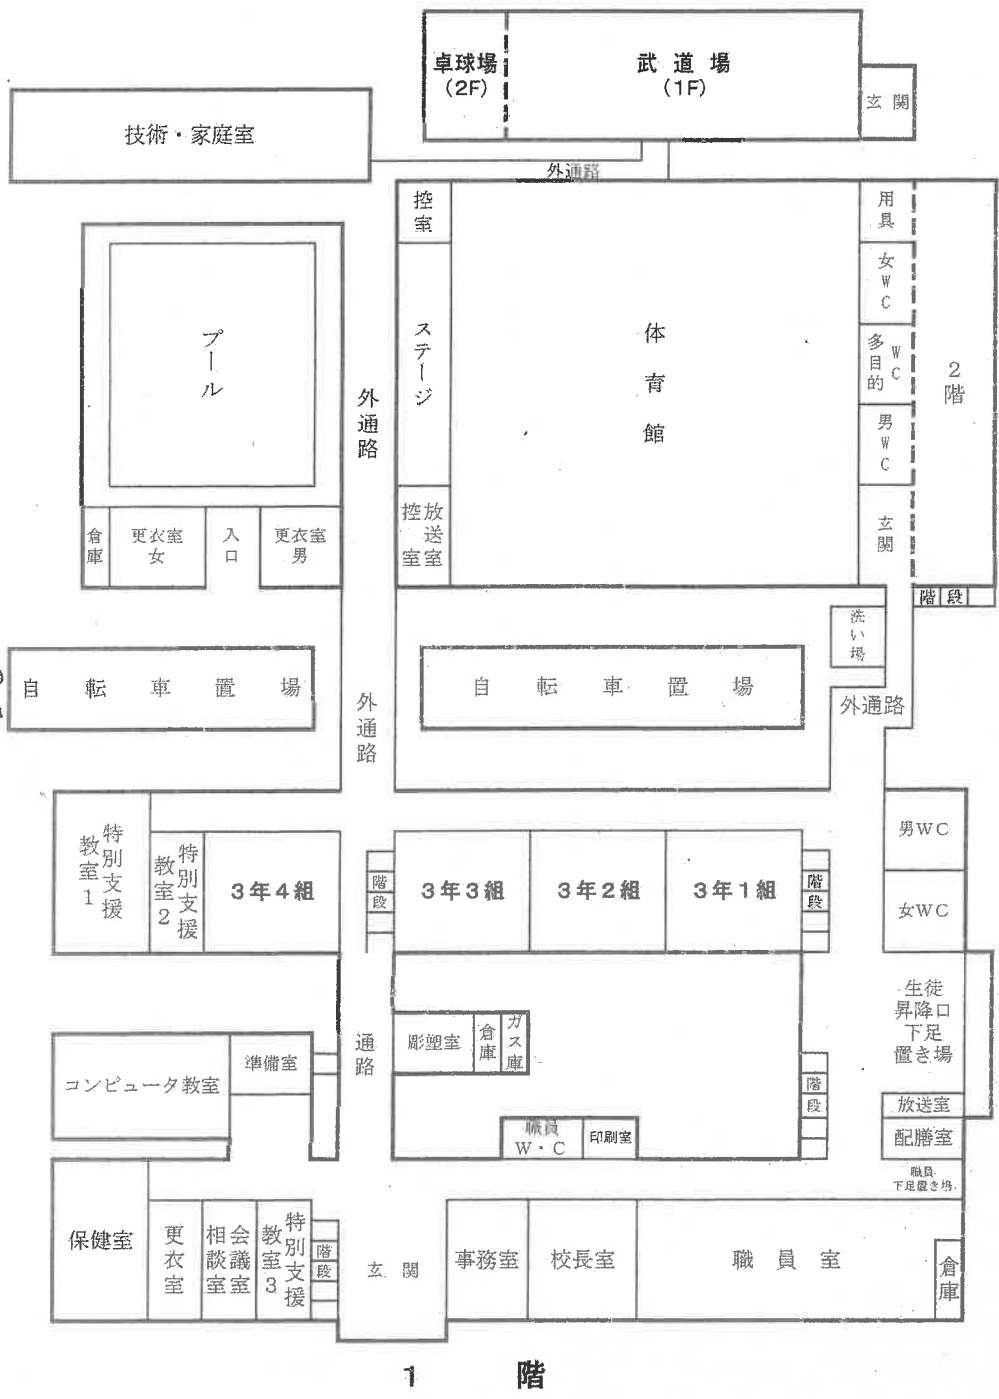 卓球場
(2F)
武道場
(1F)
玄関
技術・家庭室
外通路
控室
用具
女WC
多目的WC
男WC
玄関
2階
ステージ
体育館
プール
外通路
控室
放送室
倉庫
更衣室
女
入口
更衣室
男
階段
洗い場
自転車置場
自転車置場
外通路
外通路
特別支援
教室1
特別支援
教室2
3年4組
階段
3年3組
3年2組
3年1組
階段
男WC
女WC
生徒
昇降口
下足
置き場
通路
彫塑室
倉庫
ガス庫
コンピュータ教室
準備室
階段
放送室
配膳室
職員
W・C
印刷室
職員
下足置き場
保健室
更衣室
会議室
相談室
特別支援
教室3
階段
玄関
事務室
校長室
職員室
倉庫
1階